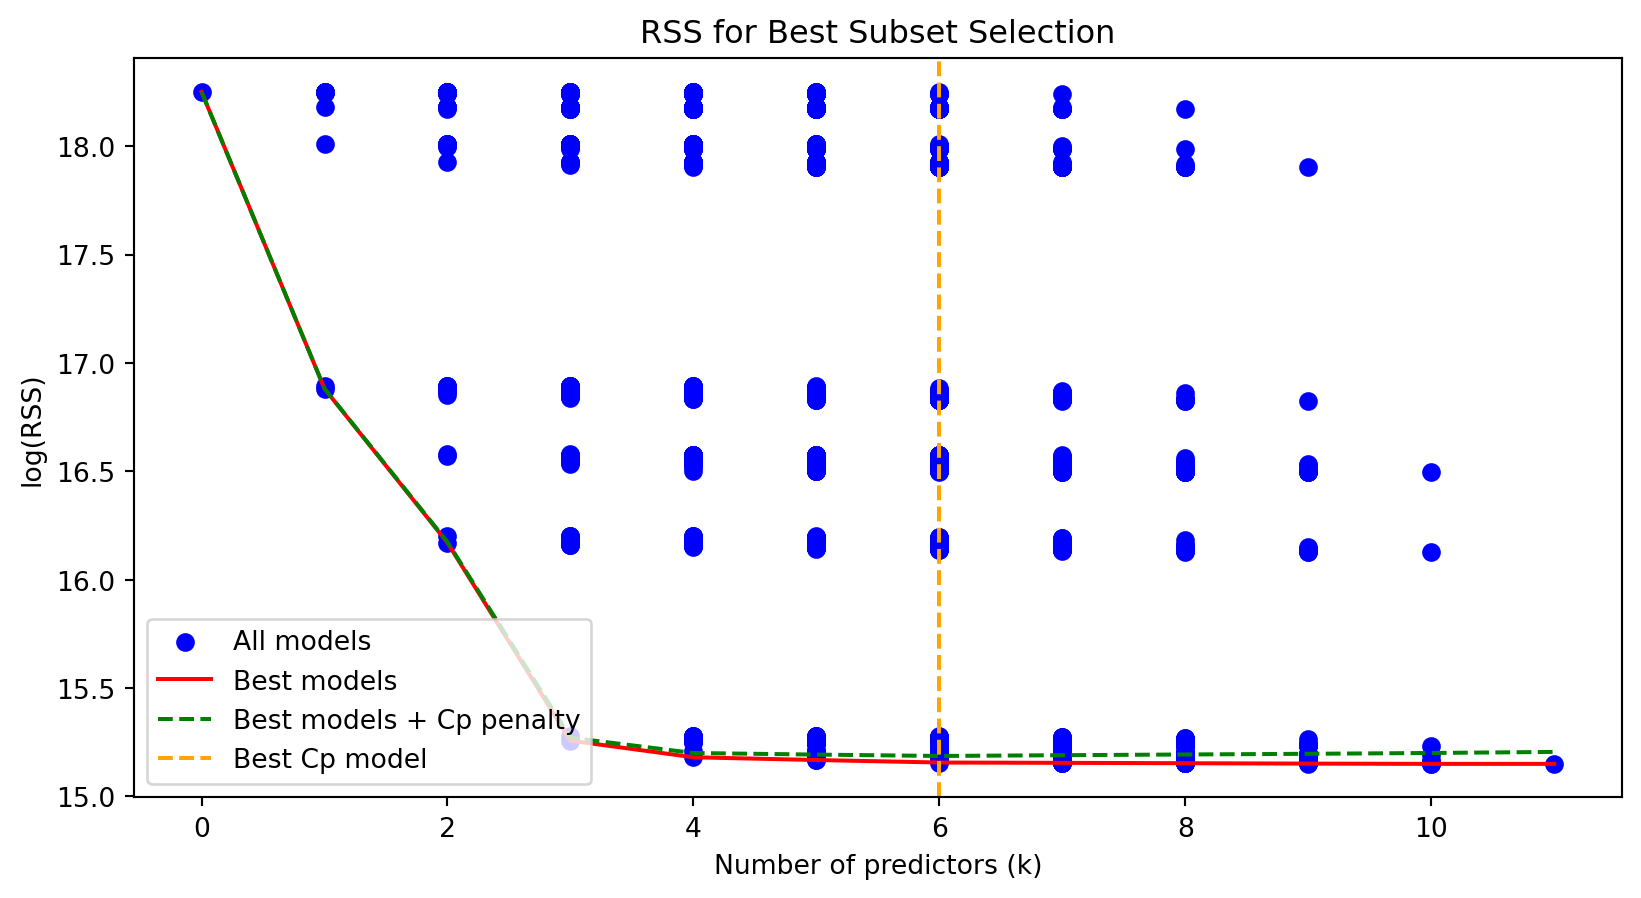 RSS for Best Subset Selection
log(RSS)
18.0
17.5
17.0
16.5
16.0
15.5
15.0
All models
Best models
Best models + Cp penalty
Best Cp model
0 2 4 6 8 10
Number of predictors (k)